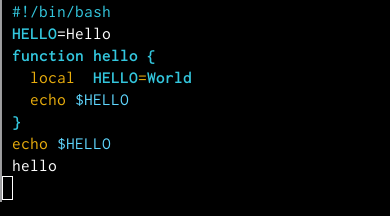 #!/bin/bash
HELLO=Hello
function hello {
  local  HELLO=World
  echo $HELLO
}
echo $HELLO
hello